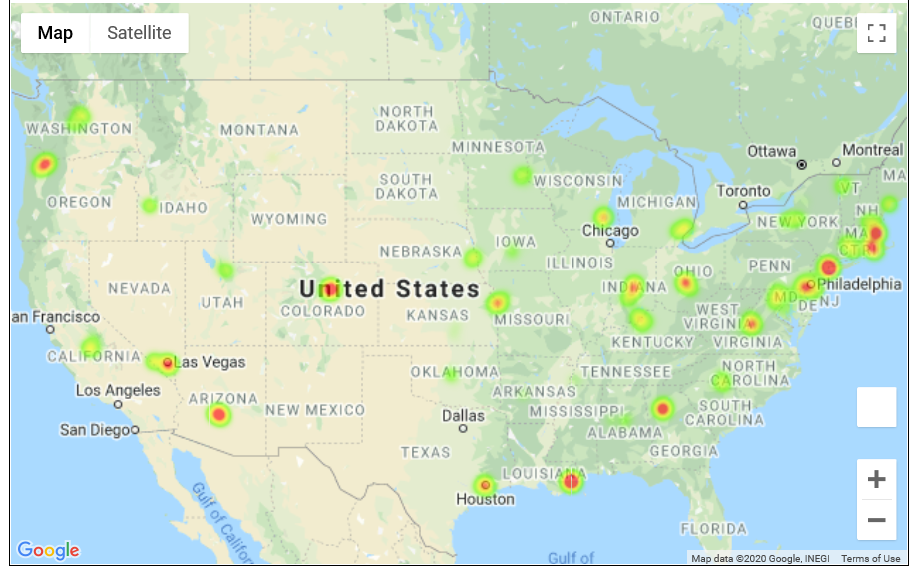 Map
Satellite
ONTARIO
QUEB
WASHINGTON
MONTANA
NORTH
DAKOTA
MINNESOTA
Ottawa
Montreal
SOUTH
DAKOTA
WISCONSIN
VT
MA
OREGON
IDAHO
WYOMING
MICHIGAN
Toronto
NH
NEW YORK
Chicago
MA
CT
NEBRASKA
IOWA
ILLINOIS
INDIANA
OHIO
PENN
NEVADA
UTAH
United States
COLORADO
KANSAS
MISSOURI
Philadelphia
MD
DE
NJ
WEST
VIRGINIA
VIRGINIA
KENTUCKY
an Francisco
CALIFORNIA
Las Vegas
Los Angeles
San Diego
ARIZONA
NEW MEXICO
OKLAHOMA
ARKANSAS
TENNESSEE
NORTH
CAROLINA
Dallas
MISSISSIPPI
ALABAMA
SOUTH
CAROLINA
GEORGIA
TEXAS
LOUISIANA
Houston
FLORIDA
Gulf of Califor
Gulf of
Google
Map data ©2020 Google, INEGI
Terms of Use